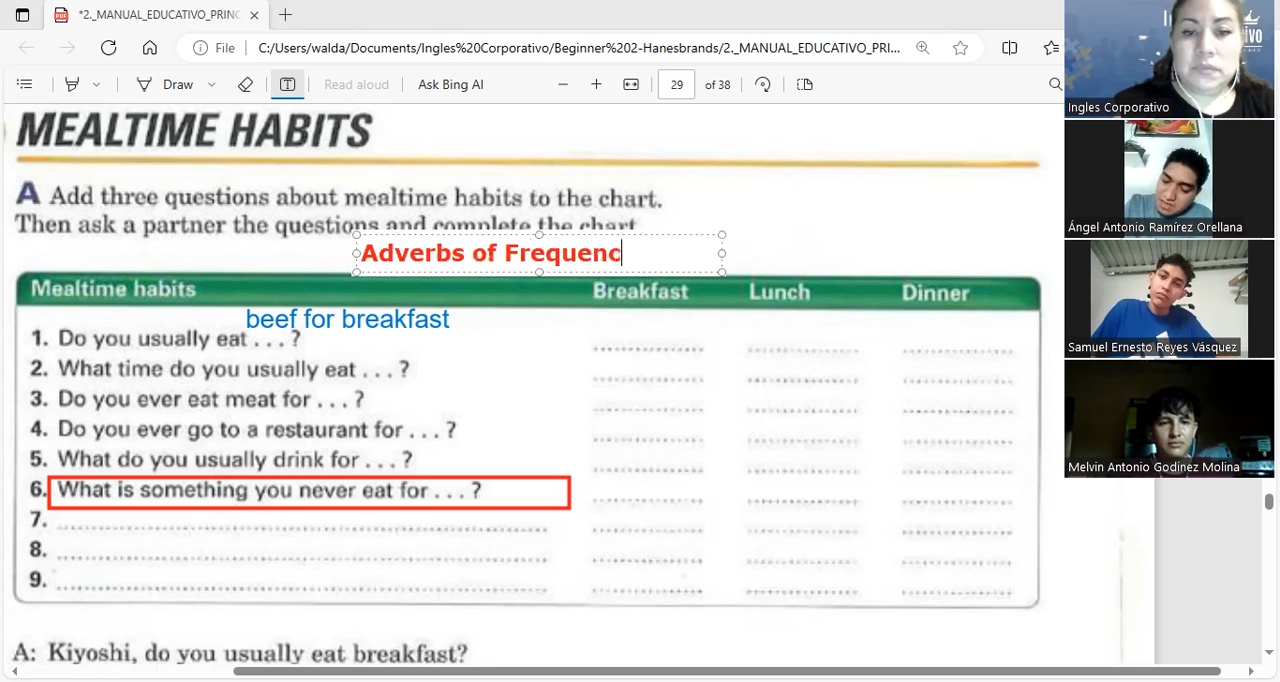 *2._MANUAL_EDUCATIVO_PRINC
File C:/Users/walda/Documents/Ingles%20Corporativo/Beginner%202-Hanesbrands/2._MANUAL_EDUCATIVO_PRI...
Draw Read aloud Ask Bing AI 29 of 38
MEALTIME HABITS
A Add three questions about mealtime habits to the chart.
Then ask a partner the questions and complete the chart
Adverbs of Frequenc
Mealtime habits Breakfast Lunch Dinner
beef for breakfast
1. Do you usually eat . . . ?
2. What time do you usually eat . . . ?
3. Do you ever eat meat for . . . ?
4. Do you ever go to a restaurant for . . . ?
5. What do you usually drink for . . . ?
6. What is something you never eat for . . . ?
7.
8.
9.
A: Kiyoshi, do you usually eat breakfast?
Ingles Corporativo
Ángel Antonio Ramírez Orellana
Samuel Ernesto Reyes Vásquez
Melvin Antonio Godinez Molina